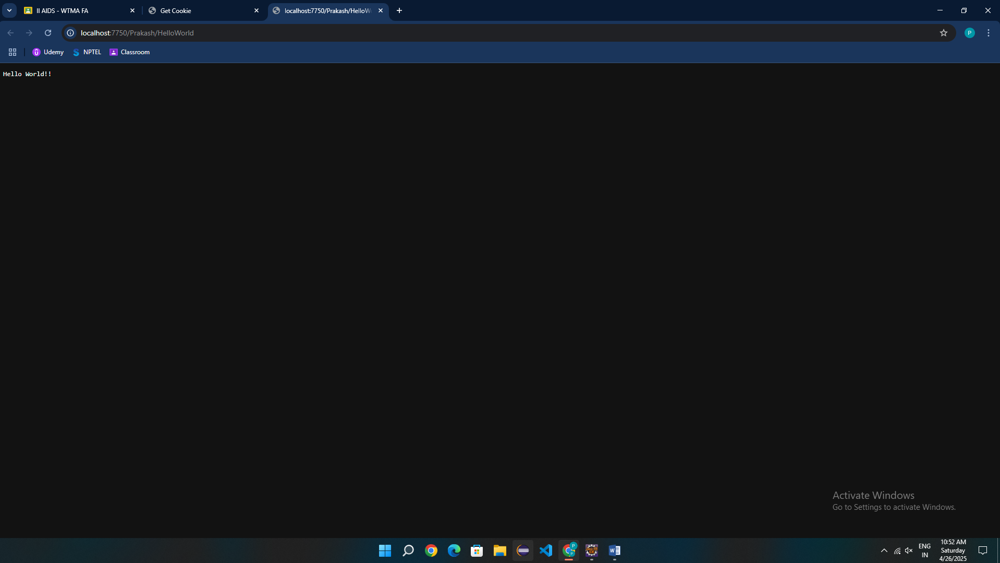 II AIDS - WTMA FA
Get Cookie
localhost:7750/Prakash/HelloW
localhost:7750/Prakash/HelloWorld
P
Udemy
NPTEL
Classroom
Hello World!!
Activate Windows
Go to Settings to activate Windows.
ENG
IN
10:52 AM
Saturday
4/26/2025